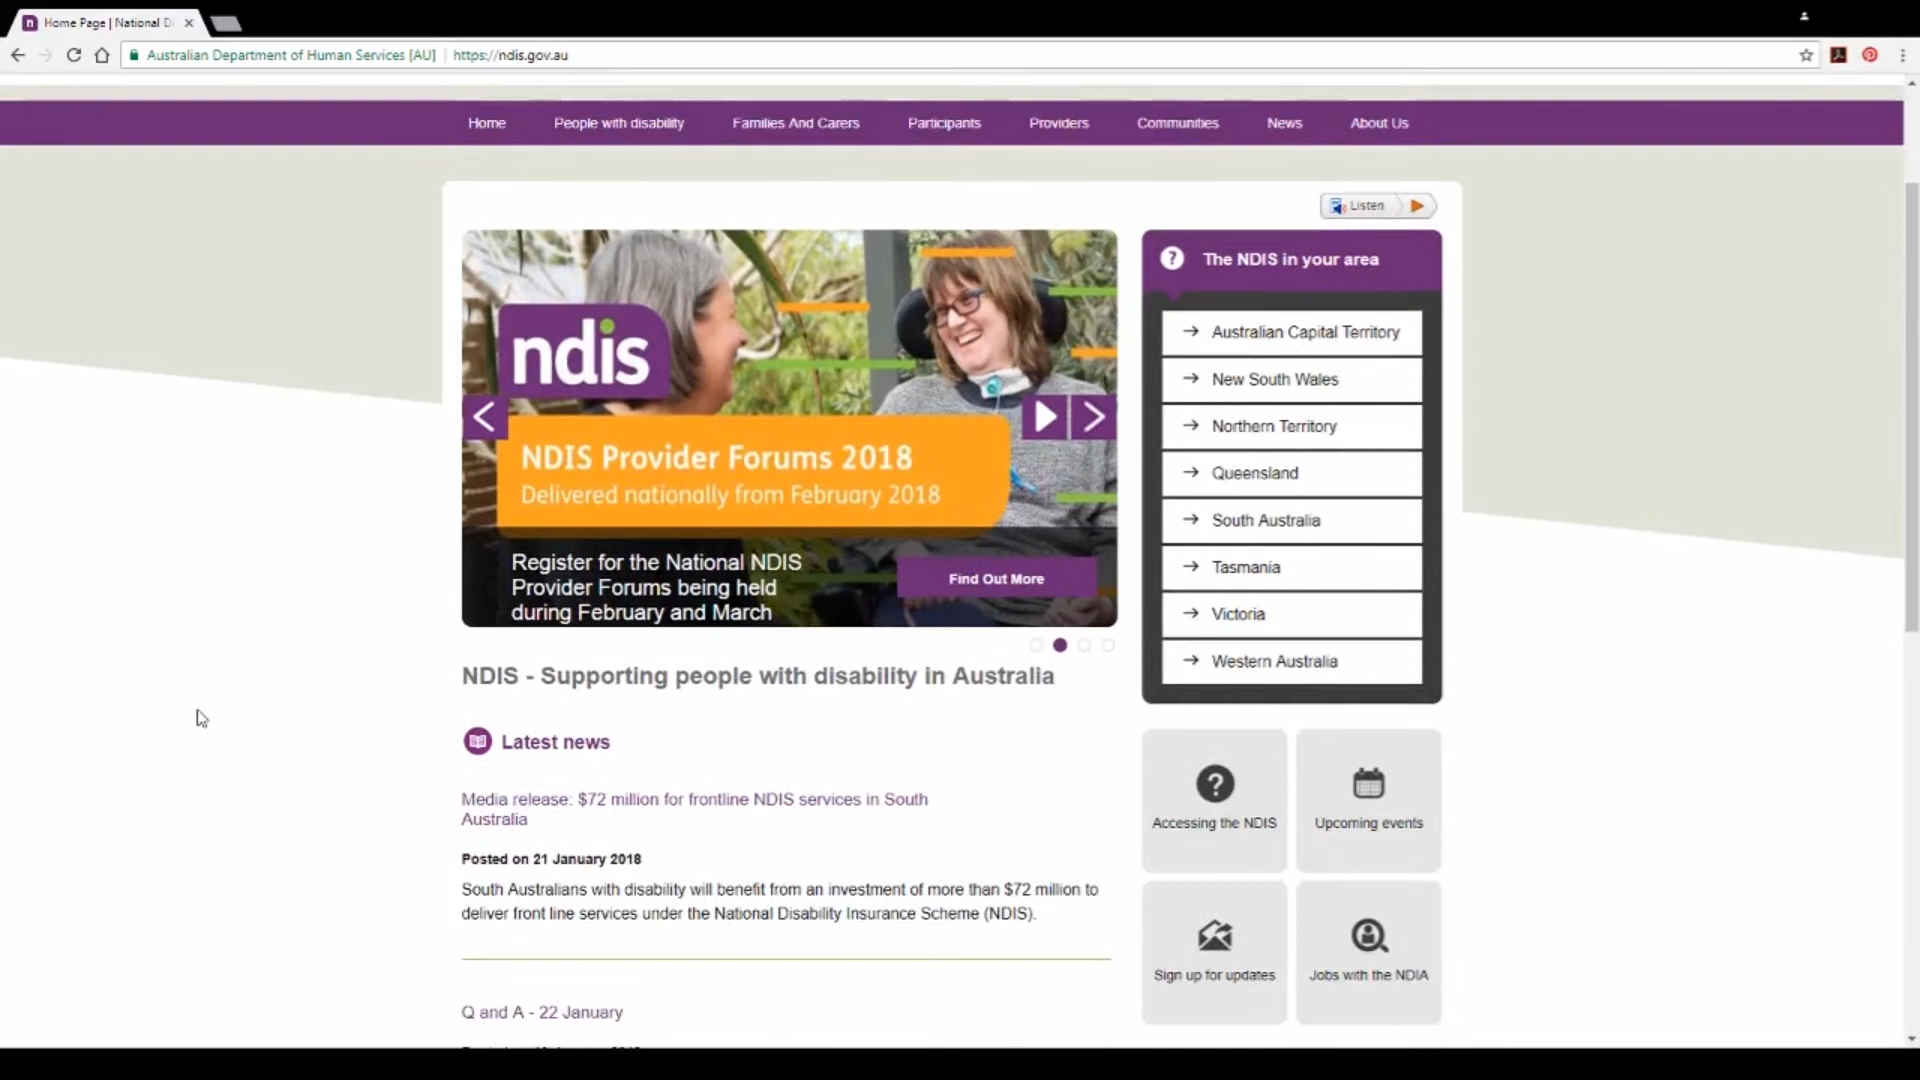 Home Page | National D
Australian Department of Human Services [AU] | https://ndis.gov.au
Home People with disability Families And Carers Participants Providers Communities News About Us
Listen
ndis
NDIS Provider Forums 2018
Delivered nationally from February 2018
Register for the National NDIS
Provider Forums being held
during February and March
Find Out More
The NDIS in your area
Australian Capital Territory
New South Wales
Northern Territory
Queensland
South Australia
Tasmania
Victoria
Western Australia
NDIS - Supporting people with disability in Australia
Latest news
Media release: $72 million for frontline NDIS services in South
Australia
Posted on 21 January 2018
South Australians with disability will benefit from an investment of more than $72 million to
deliver front line services under the National Disability Insurance Scheme (NDIS).
Q and A - 22 January
Accessing the NDIS
Upcoming events
Sign up for updates
Jobs with the NDIA